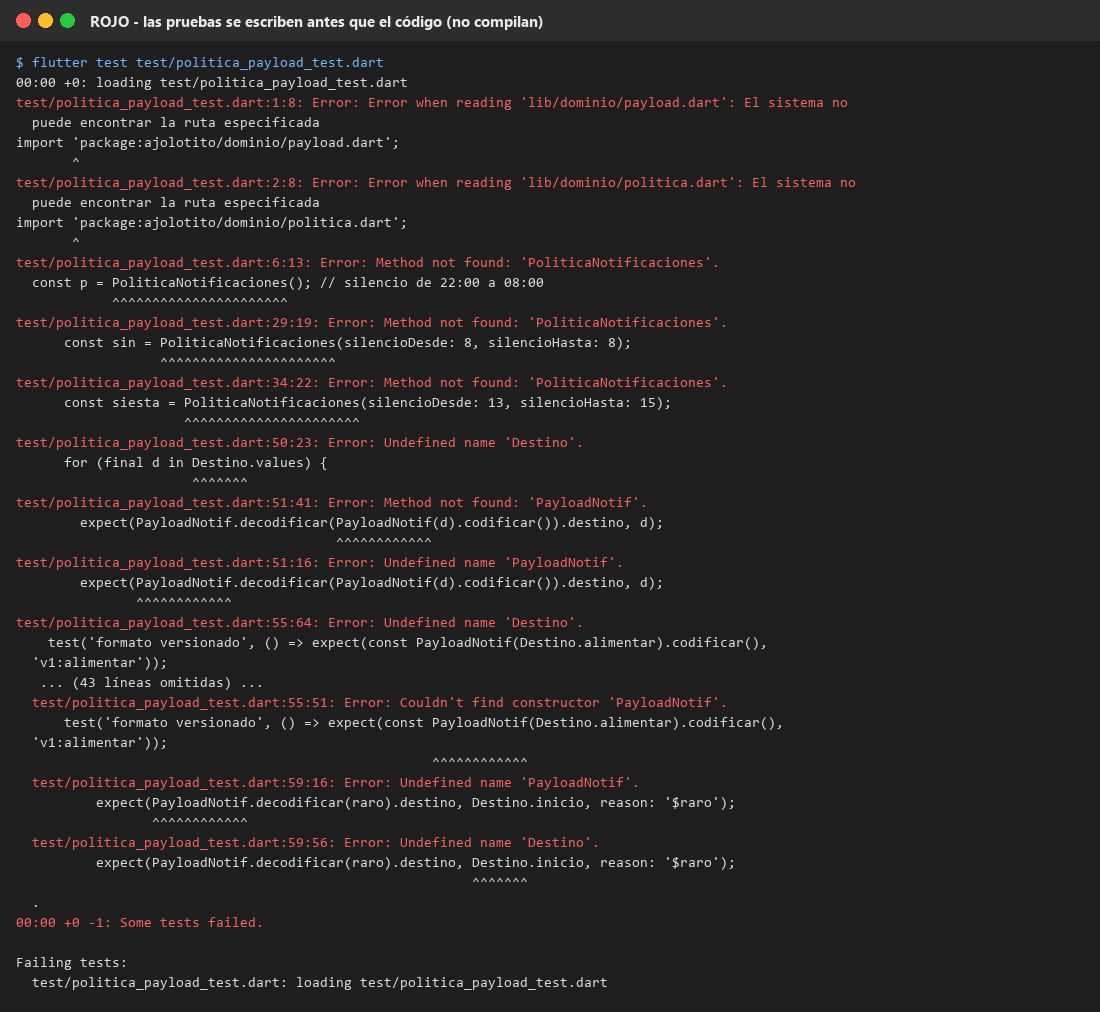 ROJO - las pruebas se escriben antes que el código (no compilan)
$ flutter test test/politica_payload_test.dart
00:00 +0: loading test/politica_payload_test.dart
test/politica_payload_test.dart:1:8: Error: Error when reading 'lib/dominio/payload.dart': El sistema no
  puede encontrar la ruta especificada
import 'package:ajolotito/dominio/payload.dart';
       ^
test/politica_payload_test.dart:2:8: Error: Error when reading 'lib/dominio/politica.dart': El sistema no
  puede encontrar la ruta especificada
import 'package:ajolotito/dominio/politica.dart';
       ^
test/politica_payload_test.dart:6:13: Error: Method not found: 'PoliticaNotificaciones'.
  const p = PoliticaNotificaciones(); // silencio de 22:00 a 08:00
            ^^^^^^^^^^^^^^^^^^^^^^
test/politica_payload_test.dart:29:19: Error: Method not found: 'PoliticaNotificaciones'.
      const sin = PoliticaNotificaciones(silencioDesde: 8, silencioHasta: 8);
                  ^^^^^^^^^^^^^^^^^^^^^^
test/politica_payload_test.dart:34:22: Error: Method not found: 'PoliticaNotificaciones'.
      const siesta = PoliticaNotificaciones(silencioDesde: 13, silencioHasta: 15);
                     ^^^^^^^^^^^^^^^^^^^^^^
test/politica_payload_test.dart:50:23: Error: Undefined name 'Destino'.
      for (final d in Destino.values) {
                      ^^^^^^^
test/politica_payload_test.dart:51:41: Error: Method not found: 'PayloadNotif'.
        expect(PayloadNotif.decodificar(PayloadNotif(d).codificar()).destino, d);
                                        ^^^^^^^^^^^^
test/politica_payload_test.dart:51:16: Error: Undefined name 'PayloadNotif'.
        expect(PayloadNotif.decodificar(PayloadNotif(d).codificar()).destino, d);
               ^^^^^^^^^^^^
test/politica_payload_test.dart:55:64: Error: Undefined name 'Destino'.
    test('formato versionado', () => expect(const PayloadNotif(Destino.alimentar).codificar(),
  'v1:alimentar'));
   ... (43 líneas omitidas) ...
  test/politica_payload_test.dart:55:51: Error: Couldn't find constructor 'PayloadNotif'.
      test('formato versionado', () => expect(const PayloadNotif(Destino.alimentar).codificar(),
  'v1:alimentar'));
                                                    ^^^^^^^^^^^^
  test/politica_payload_test.dart:59:16: Error: Undefined name 'PayloadNotif'.
          expect(PayloadNotif.decodificar(raro).destino, Destino.inicio, reason: '$raro');
                 ^^^^^^^^^^^^
  test/politica_payload_test.dart:59:56: Error: Undefined name 'Destino'.
          expect(PayloadNotif.decodificar(raro).destino, Destino.inicio, reason: '$raro');
                                                         ^^^^^^^
  .
00:00 +0 -1: Some tests failed.

Failing tests:
  test/politica_payload_test.dart: loading test/politica_payload_test.dart